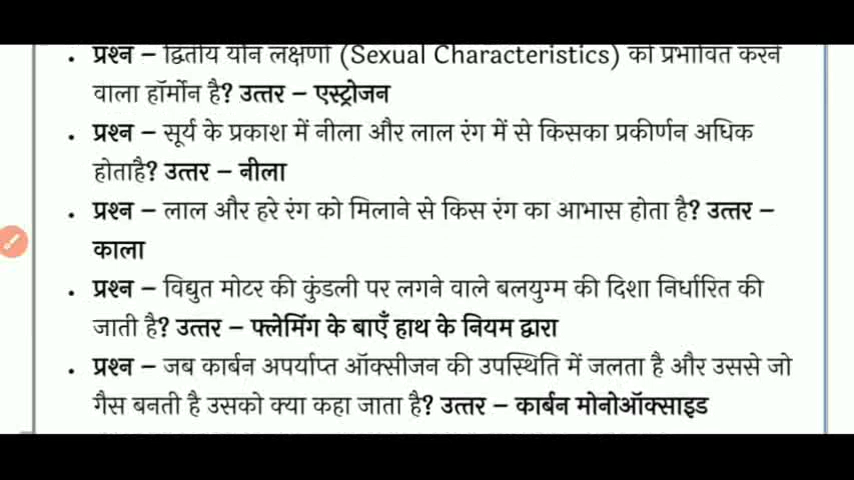 • प्रश्न – द्वितीय यौन लक्षणों (Sexual Characteristics) को प्रभावित करने
वाला हॉर्मोन है? उत्तर – एस्ट्रोजन
• प्रश्न – सूर्य के प्रकाश में नीला और लाल रंग में से किसका प्रकीर्णन अधिक
होताहै? उत्तर – नीला
• प्रश्न – लाल और हरे रंग को मिलाने से किस रंग का आभास होता है? उत्तर –
काला
• प्रश्न – विद्युत मोटर की कुंडली पर लगने वाले बलयुग्म की दिशा निर्धारित की
जाती है? उत्तर – फ्लेमिंग के बाएँ हाथ के नियम द्वारा
• प्रश्न – जब कार्बन अपर्याप्त ऑक्सीजन की उपस्थिति में जलता है और उससे जो
गैस बनती है उसको क्या कहा जाता है? उत्तर – कार्बन मोनोऑक्साइड